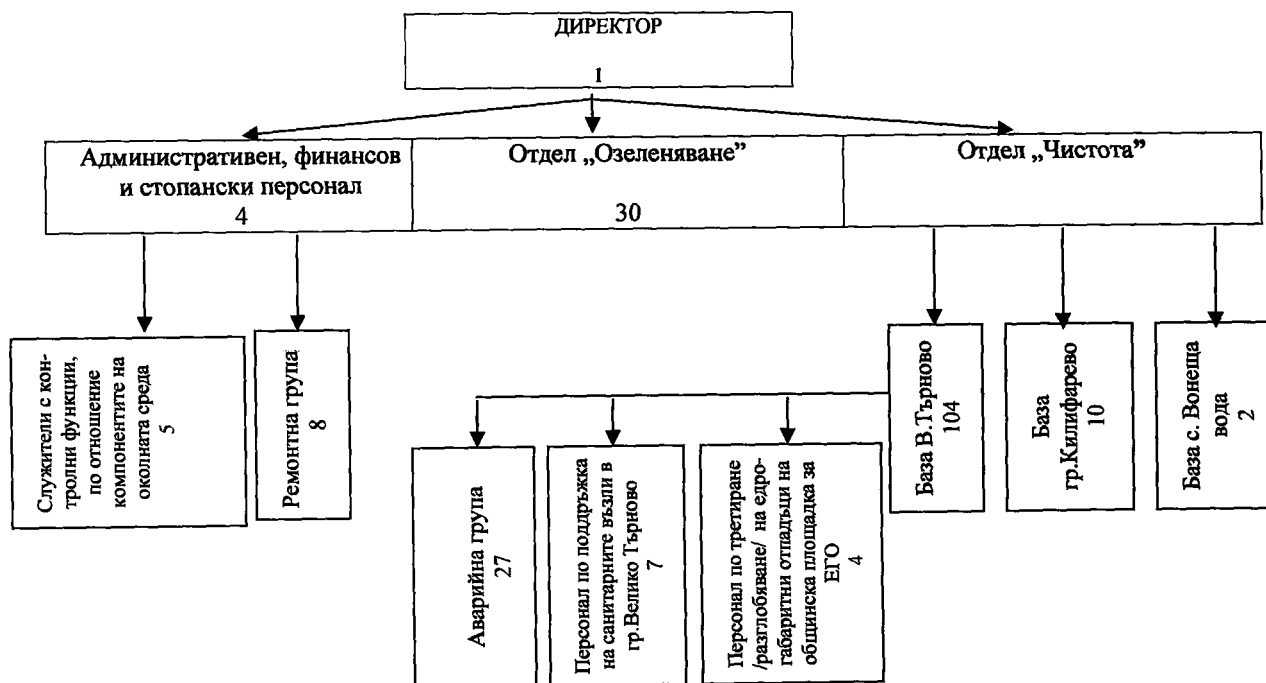 ДИРЕКТОР
1
Административен, финансов
и стопански персонал
4
Отдел „Озеленяване”
30
Отдел „Чистота”
Служители с кон-
тролни функции,
по отношение
компонентите на
околната среда
5
Ремонтна група
8
База В.Търново
104
База
гр.Килифарево
10
База с. Вонеща
вода
2
Аварийна група
27
Персонал по поддръжка
на санитарните възли в
гр.Велико Търново
7
Персонал по третиране
/разглобяване/ на едро-
габаритни отпадъци на
общинска площадка за
ЕГО
4